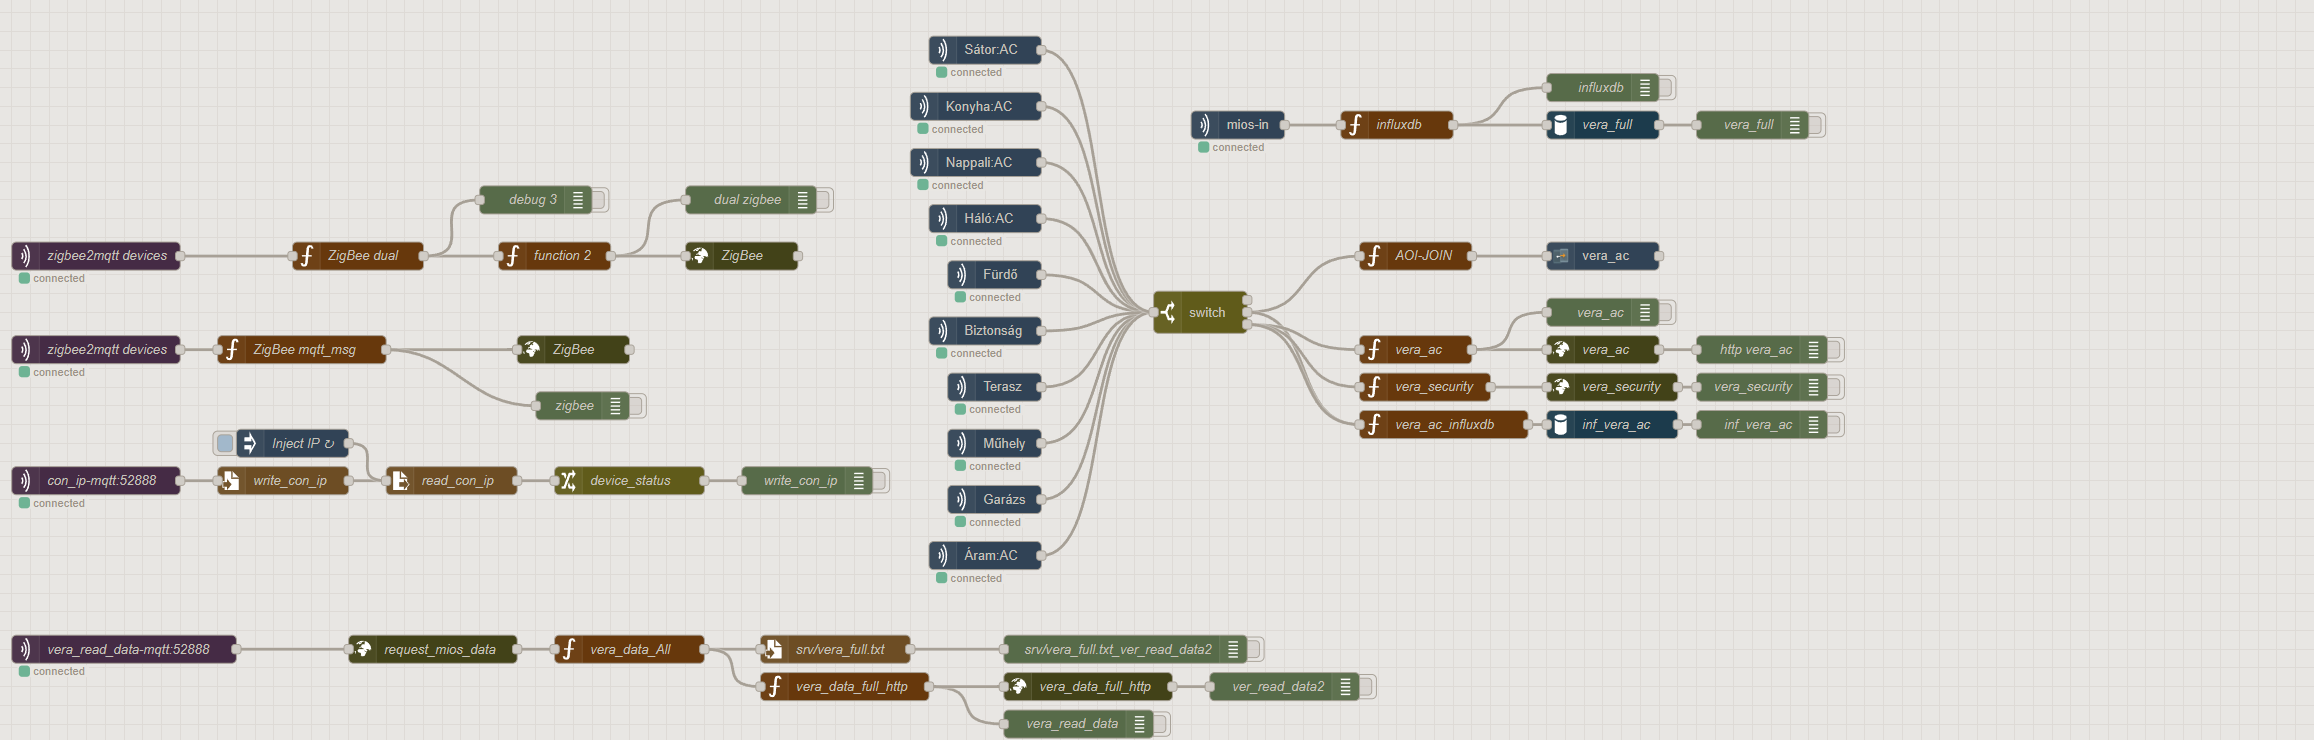 Sátor:AC
connected
Konyha:AC
connected
Nappali:AC
connected
Háló:AC
connected
Fürdő
connected
Biztonság
connected
Terasz
connected
Műhely
connected
Garázs
connected
Áram:AC
connected
switch
mios-in
connected
influxdb
influxdb
vera_full
vera_full
AOI-JOIN
vera_ac
vera_ac
vera_ac
vera_ac
http vera_ac
vera_security
vera_security
vera_security
vera_ac_influxdb
inf_vera_ac
inf_vera_ac
debug 3
dual zigbee
zigbee2mqtt devices
connected
ZigBee dual
function 2
ZigBee
zigbee2mqtt devices
connected
ZigBee mqtt_msg
ZigBee
zigbee
Inject IP ↻
con_ip-mqtt:52888
connected
write_con_ip
read_con_ip
device_status
write_con_ip
vera_read_data-mqtt:52888
connected
request_mios_data
vera_data_All
srv/vera_full.txt
srv/vera_full.txt_ver_read_data2
vera_data_full_http
vera_data_full_http
ver_read_data2
vera_read_data